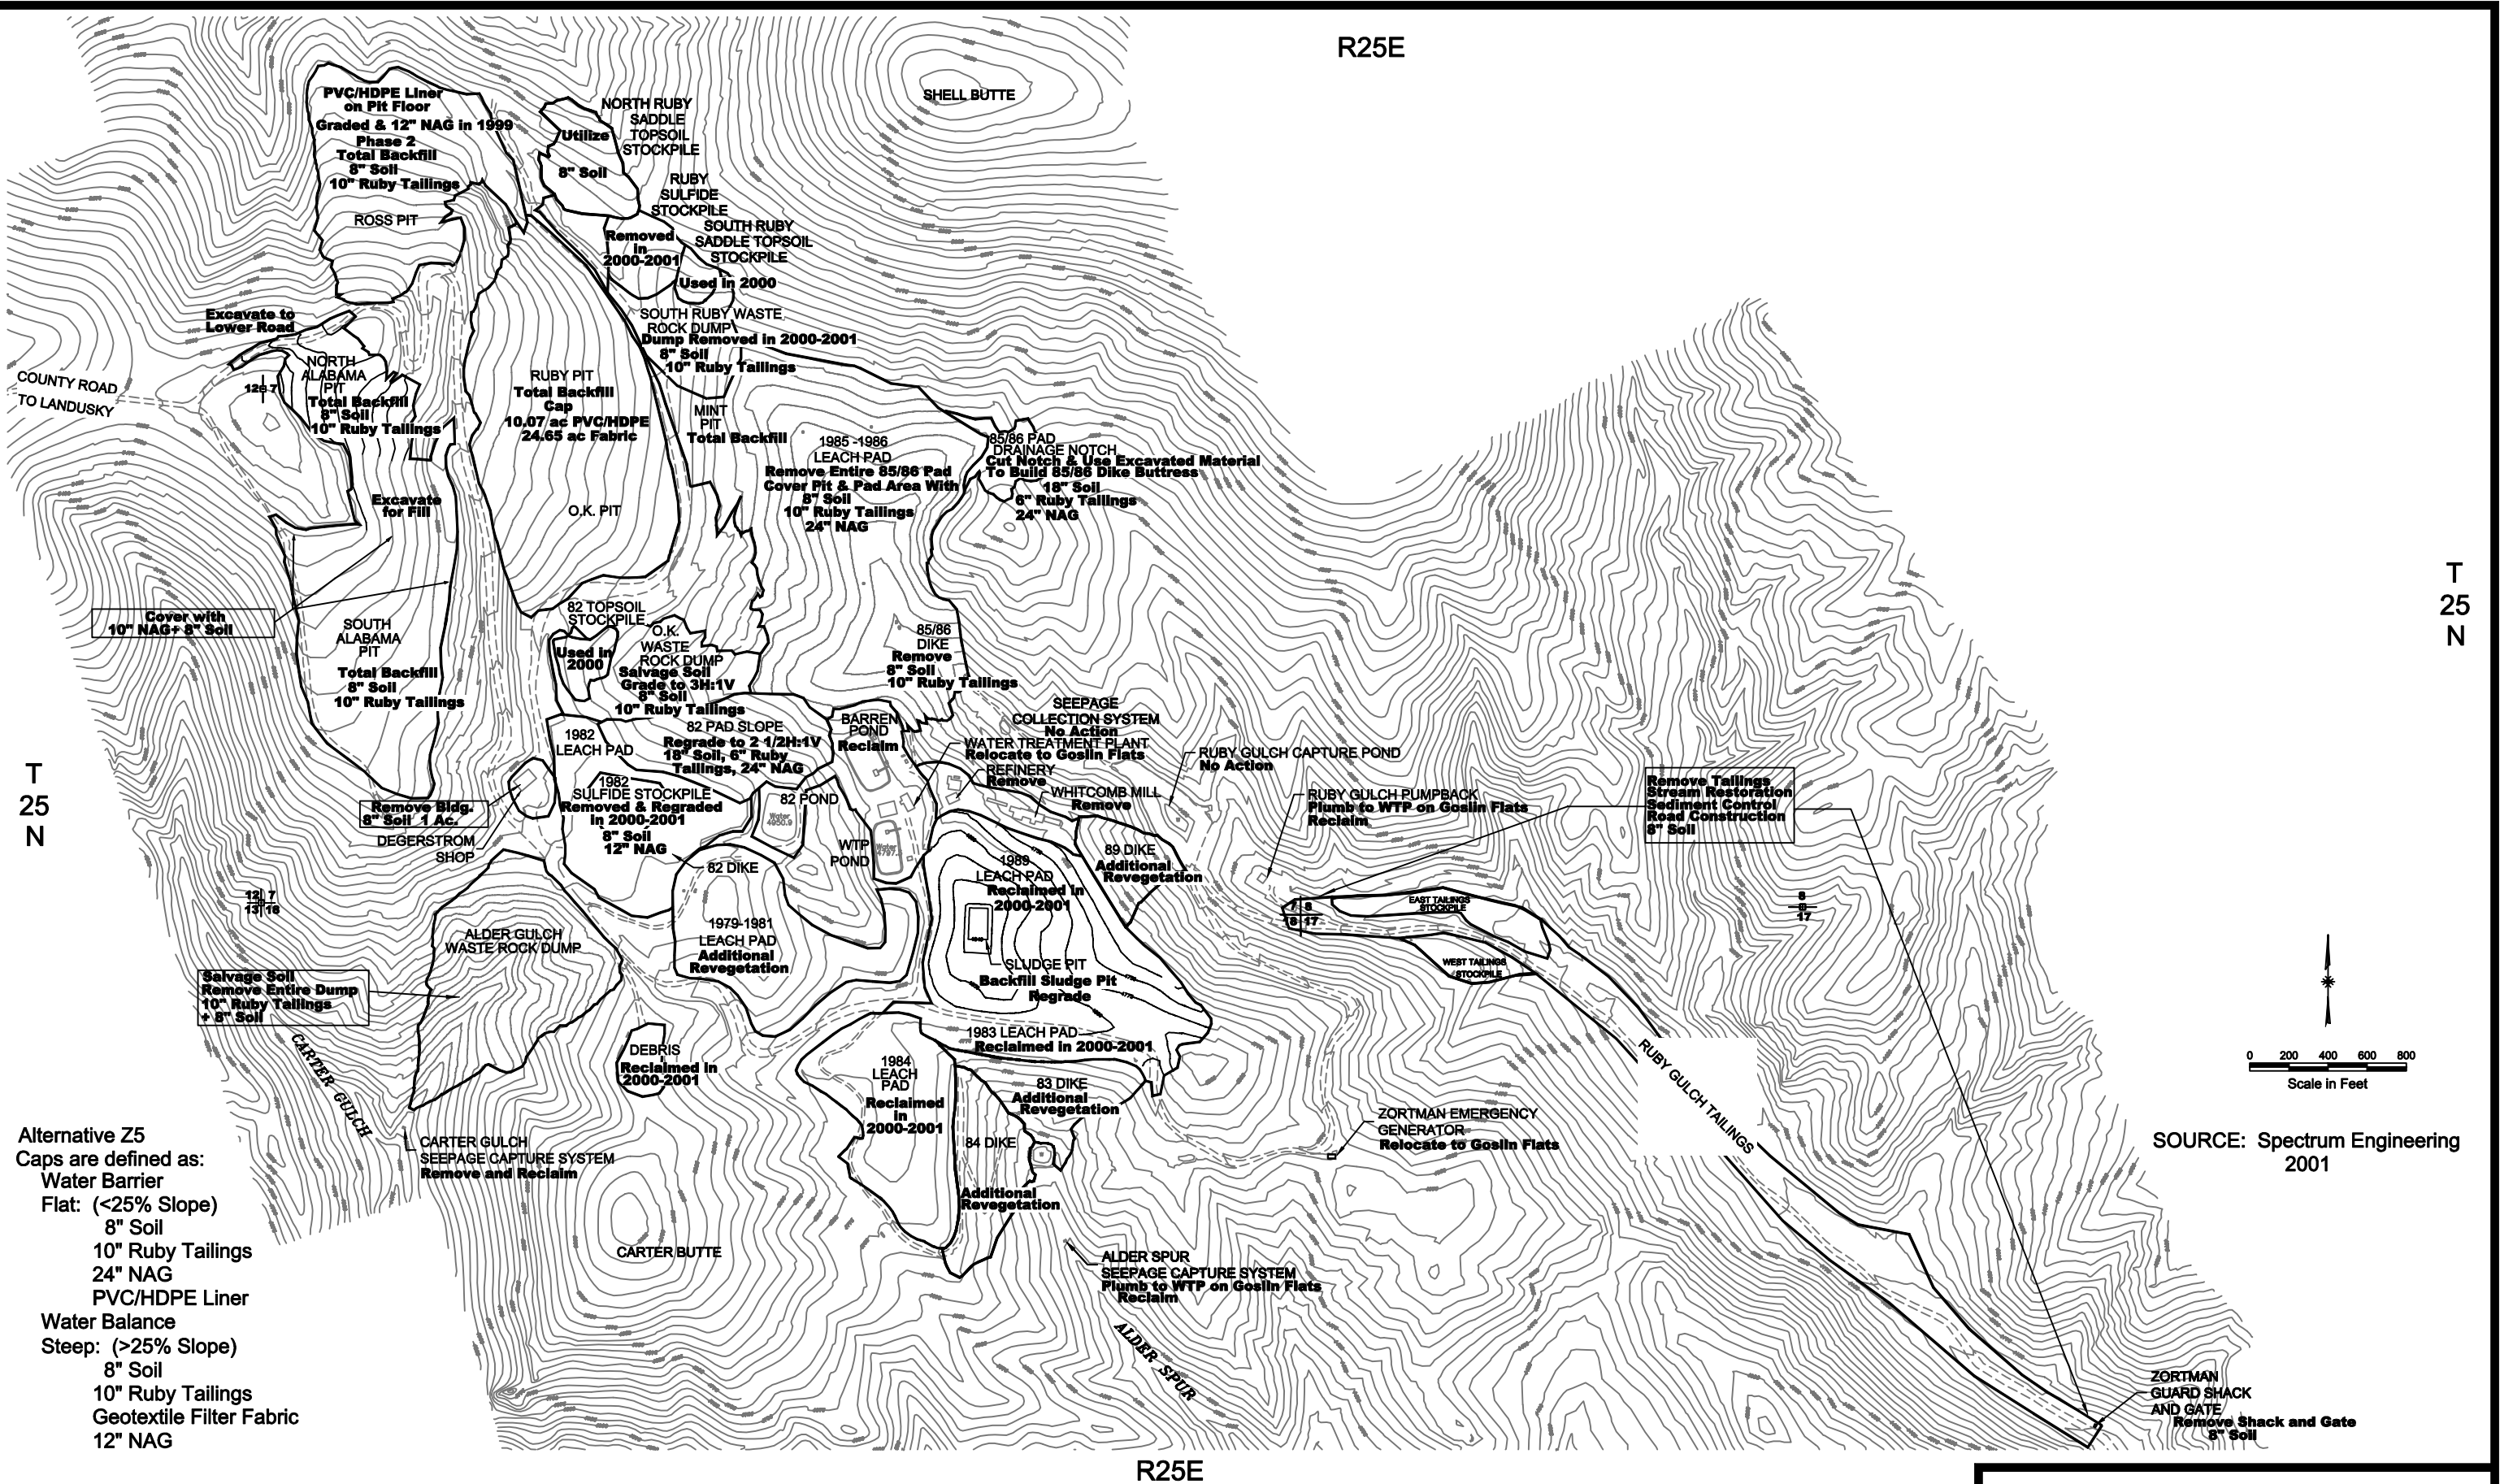 R25E
SHELL BUTTE
PVC/HDPE Liner
on Pit Floor
Graded & 12" NAG in 1999
Phase 2
Total Backfill
8" Soil
10" Ruby Tailings
ROSS PIT
NORTH RUBY
SADDLE
TOPSOIL
STOCKPILE
Utilize
8" Soil
RUBY
SULFIDE
STOCKPILE
Removed
in
2000-2001
SOUTH RUBY
SADDLE TOPSOIL
STOCKPILE
Used in 2000
SOUTH RUBY WASTE
ROCK DUMP
Dump Removed in 2000-2001
8" Soil
10" Ruby Tailings
Excavate to
Lower Road
COUNTY ROAD
TO LANDUSKY
12 7
NORTH
ALABAMA
PIT
Total Backfill
8" Soil
10" Ruby Tailings
RUBY PIT
Total Backfill
Cap
10.07 ac PVC/HDPE
24.65 ac Fabric
MINT
PIT
Total Backfill
1985 -1986
LEACH PAD
Remove Entire 85/86 Pad
Cover Pit & Pad Area With
8" Soil
10" Ruby Tailings
24" NAG
85/86 PAD
DRAINAGE NOTCH
Cut Notch & Use Excavated Material
To Build 85/86 Dike Buttress
18" Soil
6" Ruby Tailings
24" NAG
Excavate
for Fill
O.K. PIT
T
25
N
Cover with
10" NAG+ 8" Soil
SOUTH
ALABAMA
PIT
Total Backfill
8" Soil
10" Ruby Tailings
82 TOPSOIL
STOCKPILE
Used in
2000
O.K.
WASTE
ROCK DUMP
Salvage Soil
Grade to 3H:1V
8" Soil
10" Ruby Tailings
85/86
DIKE
Remove
8" Soil
10" Ruby Tailings
1982
LEACH PAD
82 PAD SLOPE
Regrade to 2 1/2H:1V
18" Soil, 6" Ruby
Tailings, 24" NAG
BARREN
POND
Reclaim
SEEPAGE
COLLECTION SYSTEM
No Action
WATER TREATMENT PLANT
Relocate to Goslin Flats
REFINERY
Remove
WHITCOMB MILL
Remove
RUBY GULCH CAPTURE POND
No Action
RUBY GULCH PUMPBACK
Plumb to WTP on Goslin Flats
Reclaim
Remove Tailings
Stream Restoration
Sediment Control
Road Construction
8" Soil
T
25
N
Remove Bldg.
8" Soil 1 Ac.
DEGERSTROM
SHOP
1982
SULFIDE STOCKPILE
Removed & Regraded
in 2000-2001
8" Soil
12" NAG
82 POND
Water
4950.9
WTP
POND
Water
82 DIKE
1989
LEACH PAD
Reclaimed in
2000-2001
89 DIKE
Additional
Revegetation
12 7
13 18
ALDER GULCH
WASTE ROCK DUMP
1979-1981
LEACH PAD
Additional
Revegetation
SLUDGE PIT
Backfill Sludge Pit
Regrade
7 8
18 17
EAST TAILINGS
STOCKPILE
WEST TAILINGS
STOCKPILE
8
17
Salvage Soil
Remove Entire Dump
10" Ruby Tailings
+ 8" Soil
CARTER GULCH
DEBRIS
Reclaimed in
2000-2001
1983 LEACH PAD
Reclaimed in 2000-2001
1984
LEACH
PAD
Reclaimed
in
2000-2001
83 DIKE
Additional
Revegetation
84 DIKE
Additional
Revegetation
RUBY GULCH TAILINGS
ZORTMAN EMERGENCY
GENERATOR
Relocate to Goslin Flats
0 200 400 600 800
Scale in Feet
SOURCE: Spectrum Engineering
2001
CARTER GULCH
SEEPAGE CAPTURE SYSTEM
Remove and Reclaim
CARTER BUTTE
ALDER SPUR
SEEPAGE CAPTURE SYSTEM
Plumb to WTP on Goslin Flats
Reclaim
ALDER SPUR
Alternative Z5
Caps are defined as:
Water Barrier
Flat: (<25% Slope)
8" Soil
10" Ruby Tailings
24" NAG
PVC/HDPE Liner
Water Balance
Steep: (>25% Slope)
8" Soil
10" Ruby Tailings
Geotextile Filter Fabric
12" NAG
ZORTMAN
GUARD SHACK
AND GATE
Remove Shack and Gate
8" Soil
R25E